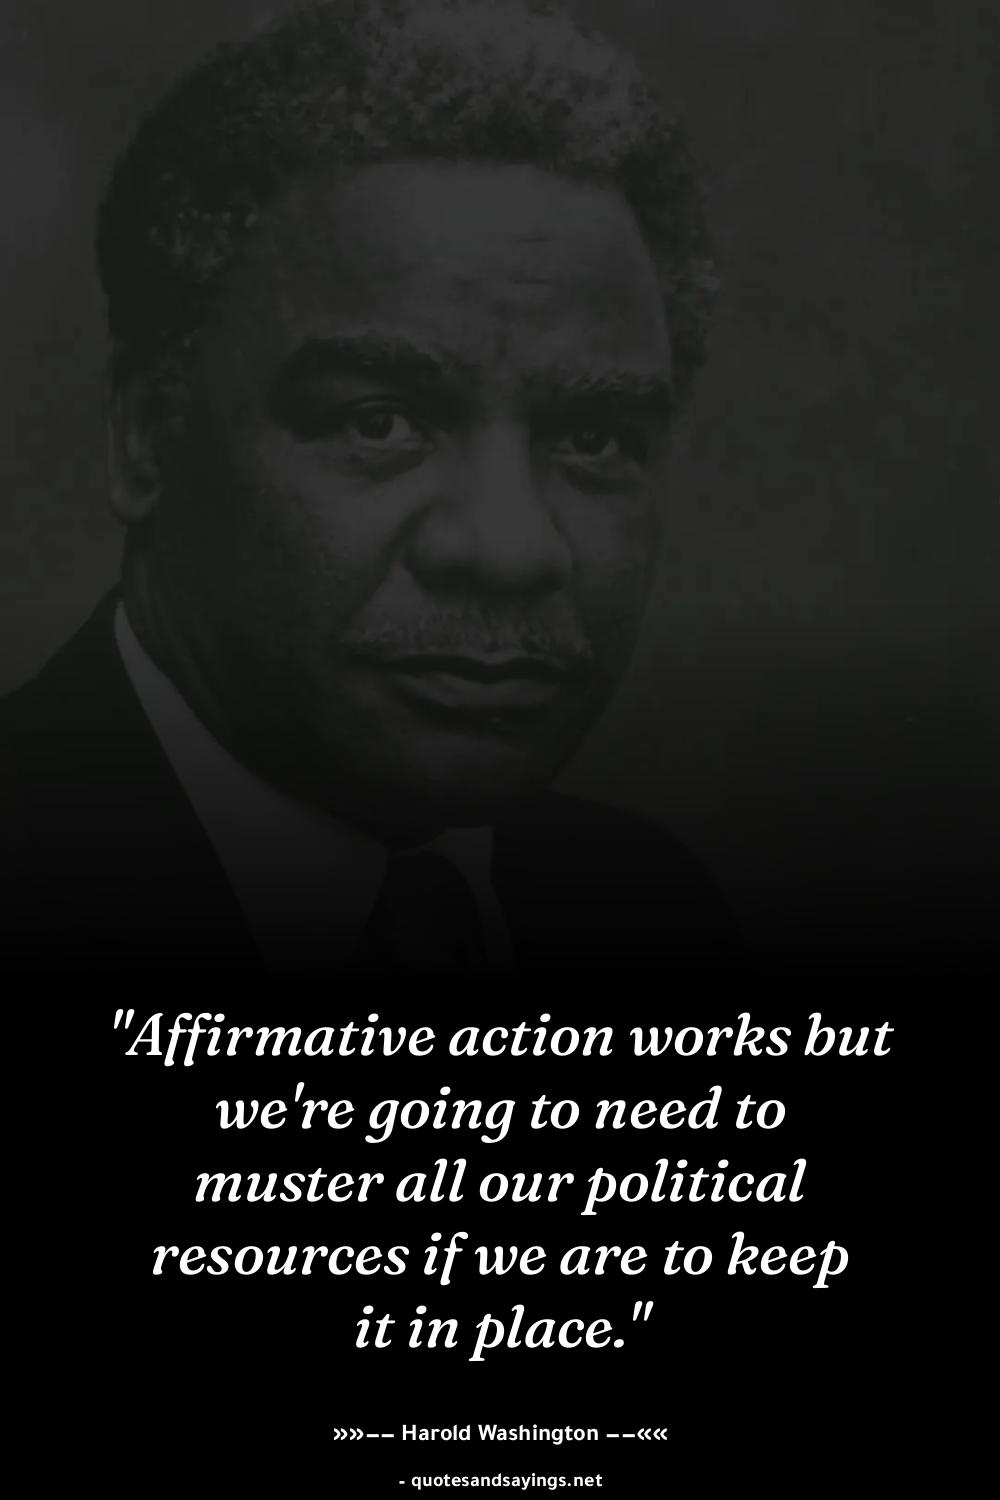 "Affirmative action works but
we're going to need to
muster all our political
resources if we are to keep
it in place."
»»–– Harold Washington ––««
- quotesandsayings.net